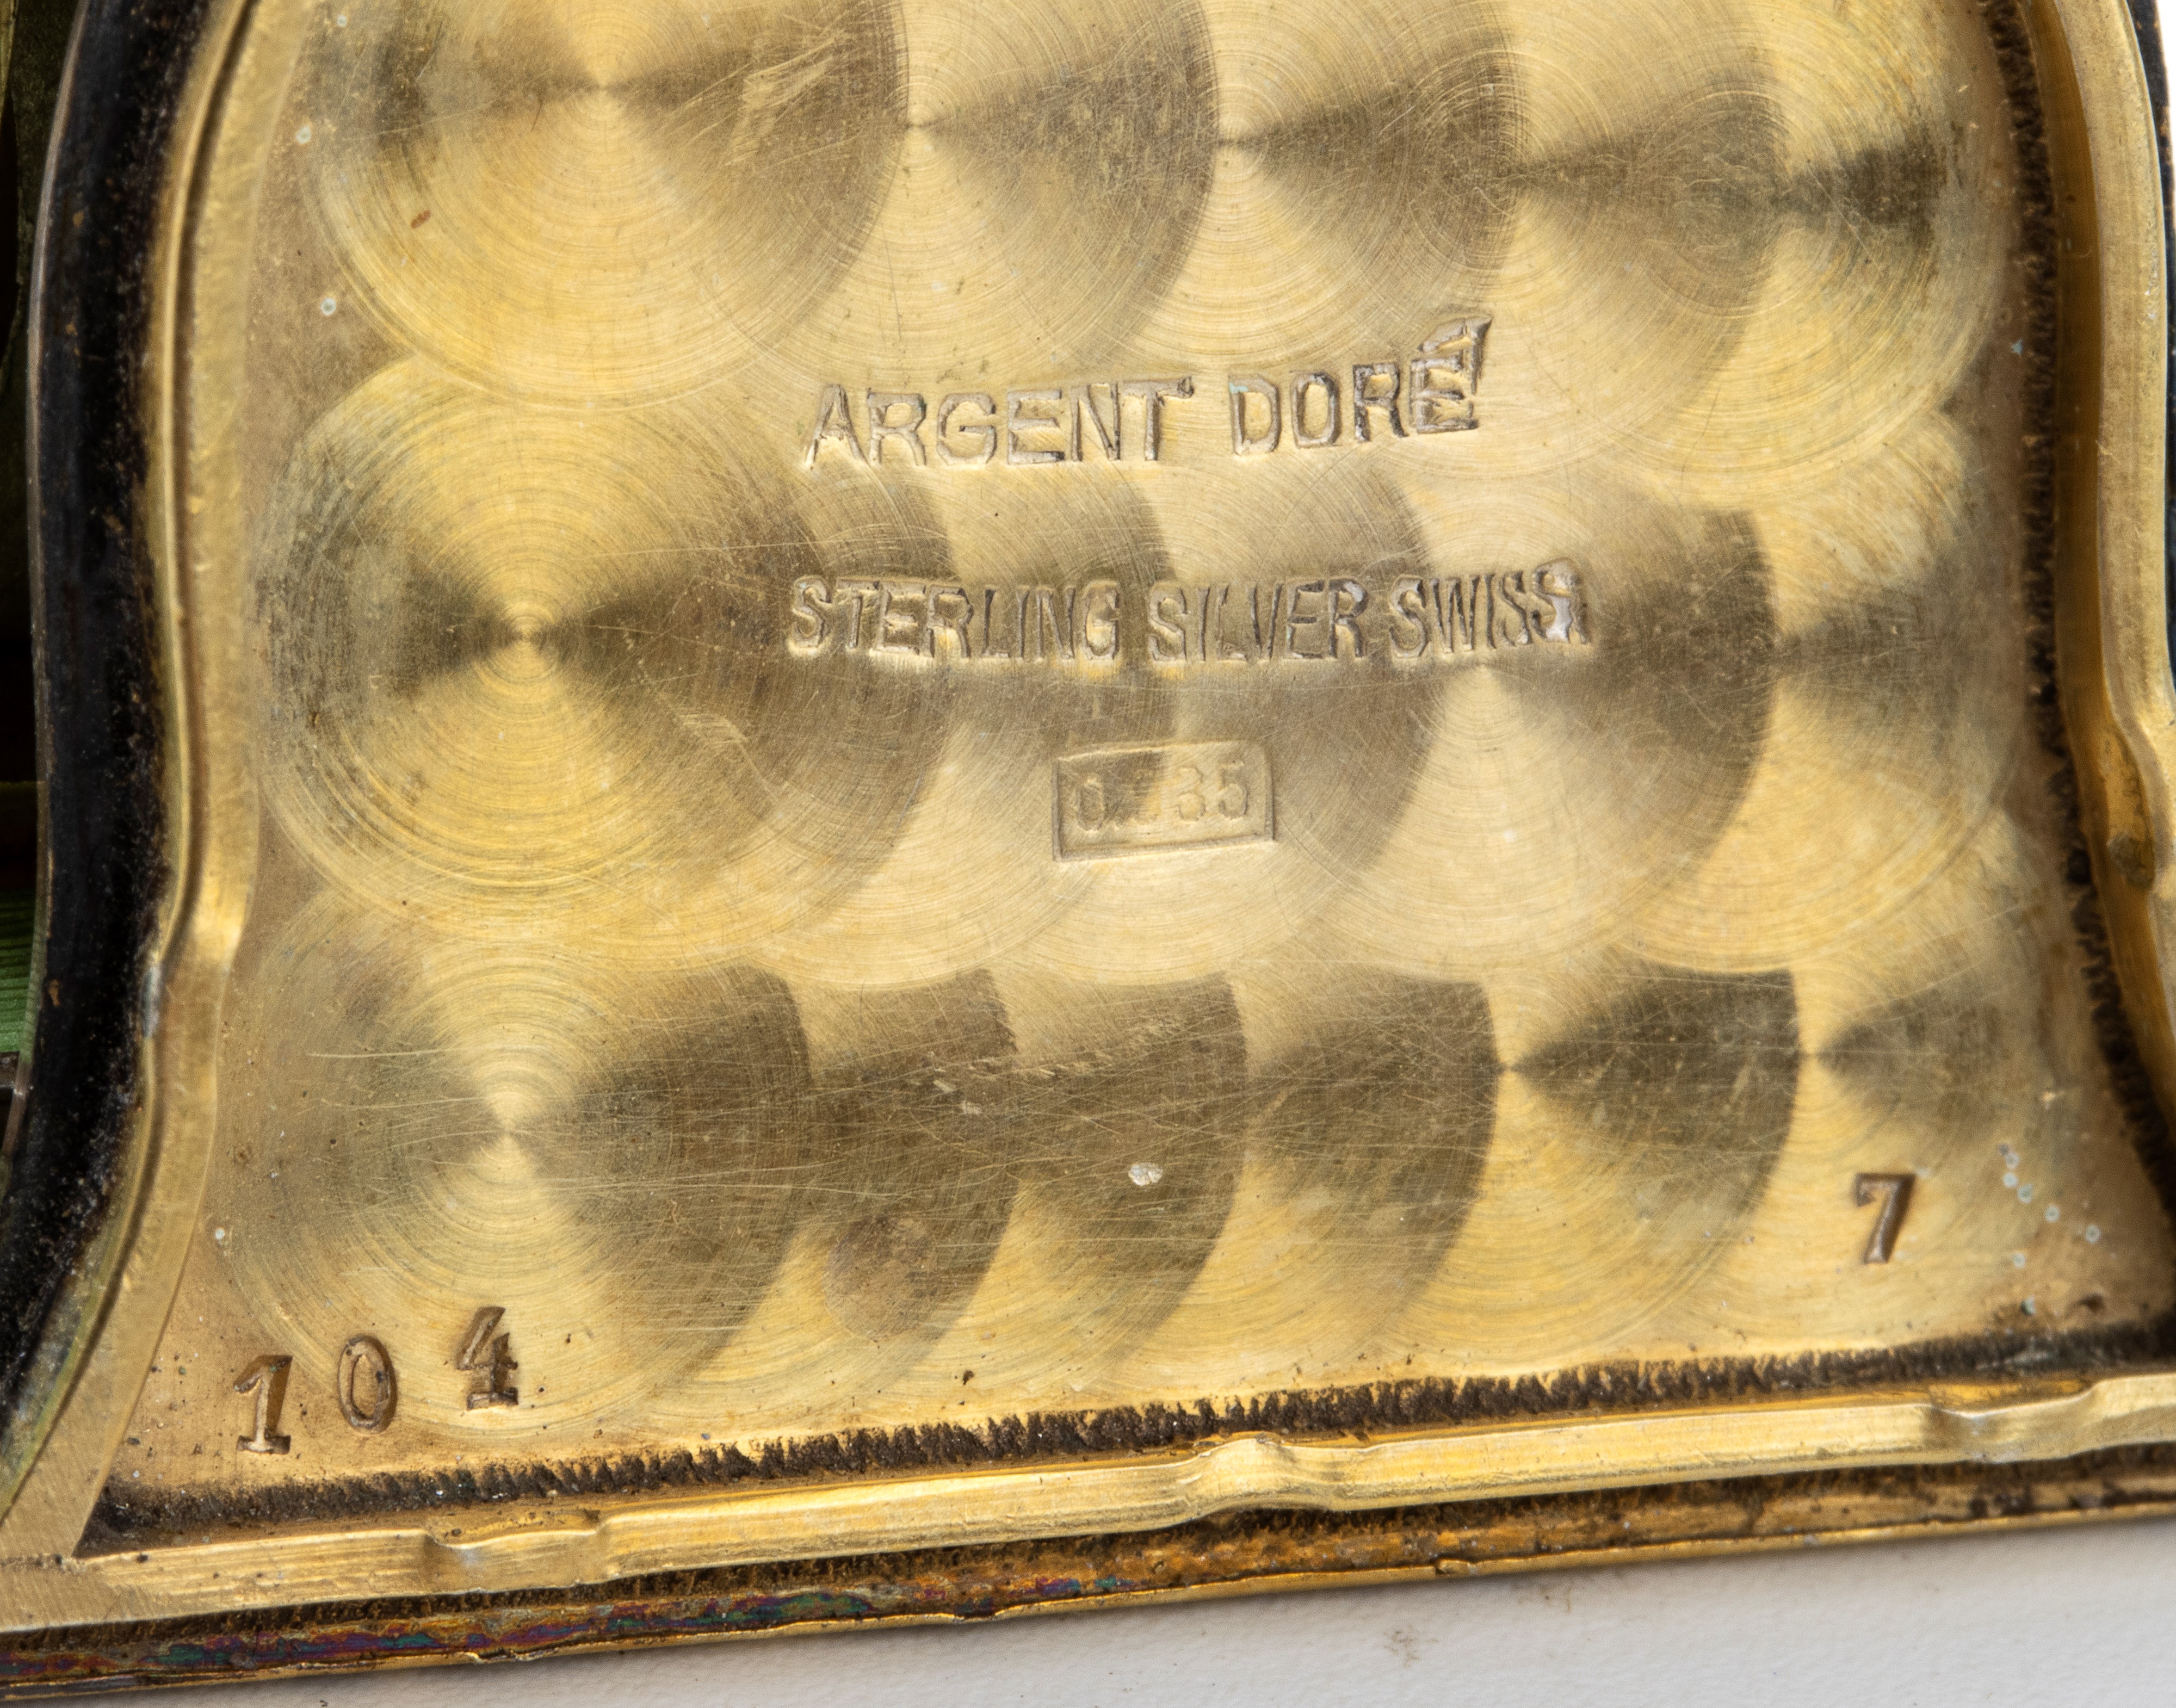 ARGENT DORÉ
STERLING SILVER SWISS
104
7